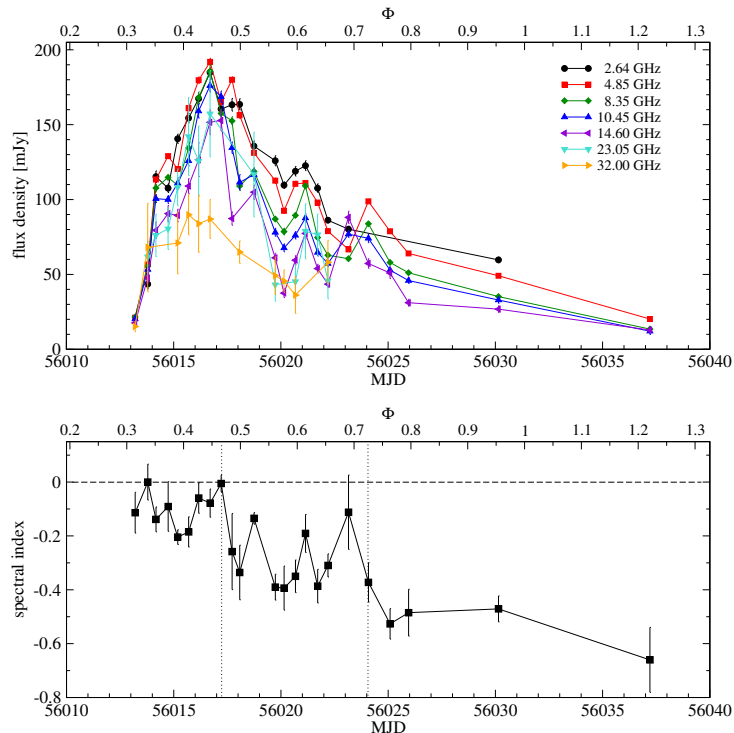 Φ
0.2 0.3 0.4 0.5 0.6 0.7 0.8 0.9 1 1.1 1.2 1.3
200
150
100
50
0
flux density [mJy]
2.64 GHz
4.85 GHz
8.35 GHz
10.45 GHz
14.60 GHz
23.05 GHz
32.00 GHz
56010 56015 56020 56025 56030 56035 56040
MJD
Φ
0.2 0.3 0.4 0.5 0.6 0.7 0.8 0.9 1 1.1 1.2 1.3
0
-0.2
-0.4
-0.6
-0.8
spectral index
56010 56015 56020 56025 56030 56035 56040
MJD